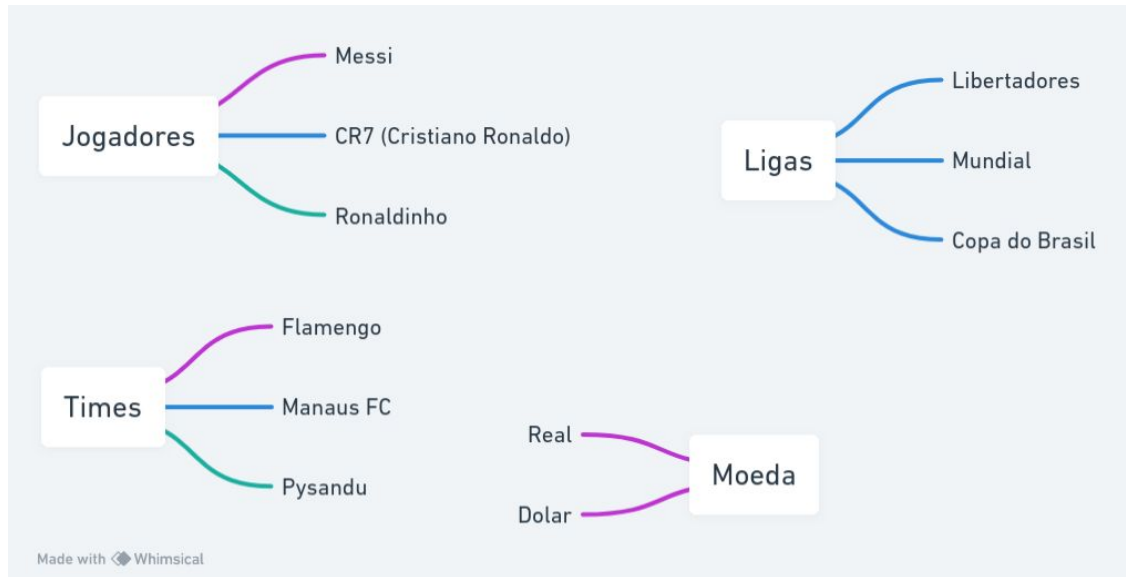 Jogadores
Messi
CR7 (Cristiano Ronaldo)
Ronaldinho
Ligas
Libertadores
Mundial
Copa do Brasil
Times
Flamengo
Manaus FC
Pysandu
Moeda
Real
Dolar
Made with Whimsical